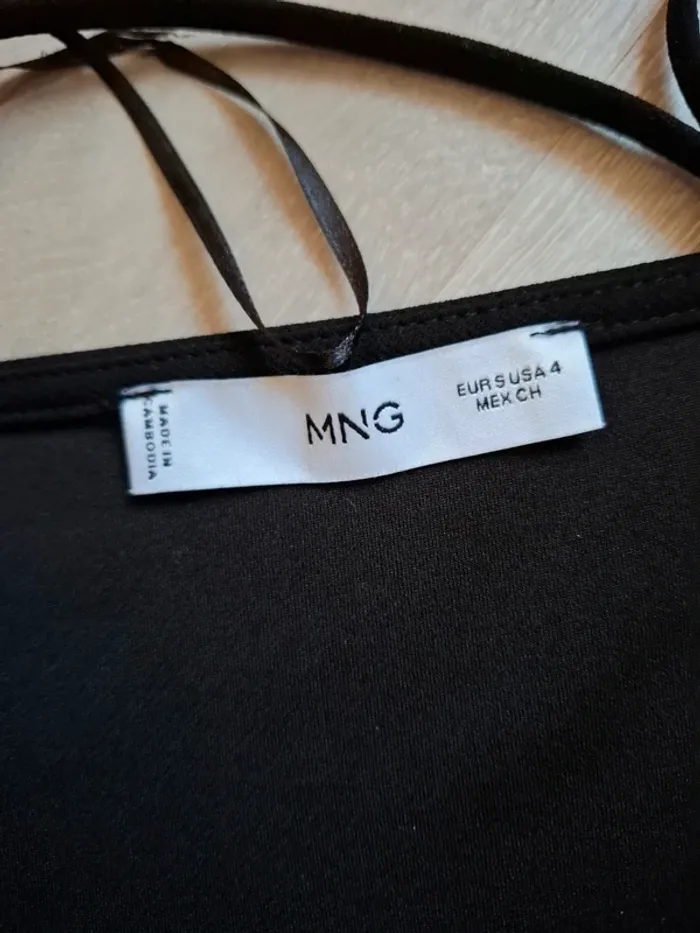 MADE IN
CAMBODIA
MNG
EUR S USA 4
MEX CH